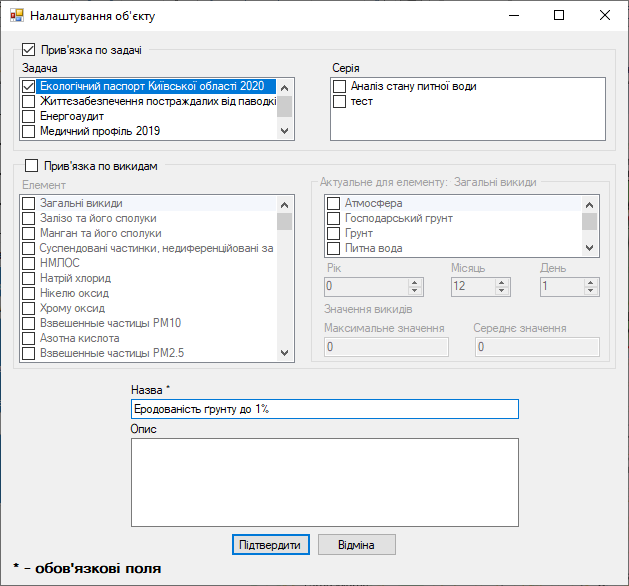 Налаштування об'єкту
Прив'язка по задачі
Задача
Екологічний паспорт Київської області 2020
Життєзабезпечення постраждалих від паводкі
Енергоаудит
Медичний профіль 2019
Серія
Аналіз стану питної води
тест
Прив'язка по викидам
Елемент
Загальні викиди
Залізо та його сполуки
Манган та його сполуки
Суспендовані частинки, недиференційовані за
НМЛОС
Натрій хлорид
Нікелю оксид
Хрому оксид
Взвешенные частицы PM10
Азотна кислота
Взвешенные частицы PM2.5
Актуальне для елементу: Загальні викиди
Атмосфера
Господарський грунт
Грунт
Питна вода
Рік Місяць День
0 12 1
Значення викидів
Максимальне значення Середнє значення
0 0
Назва *
Еродованість ґрунту до 1%
Опис
Підтвердити Відміна
* - обов'язкові поля